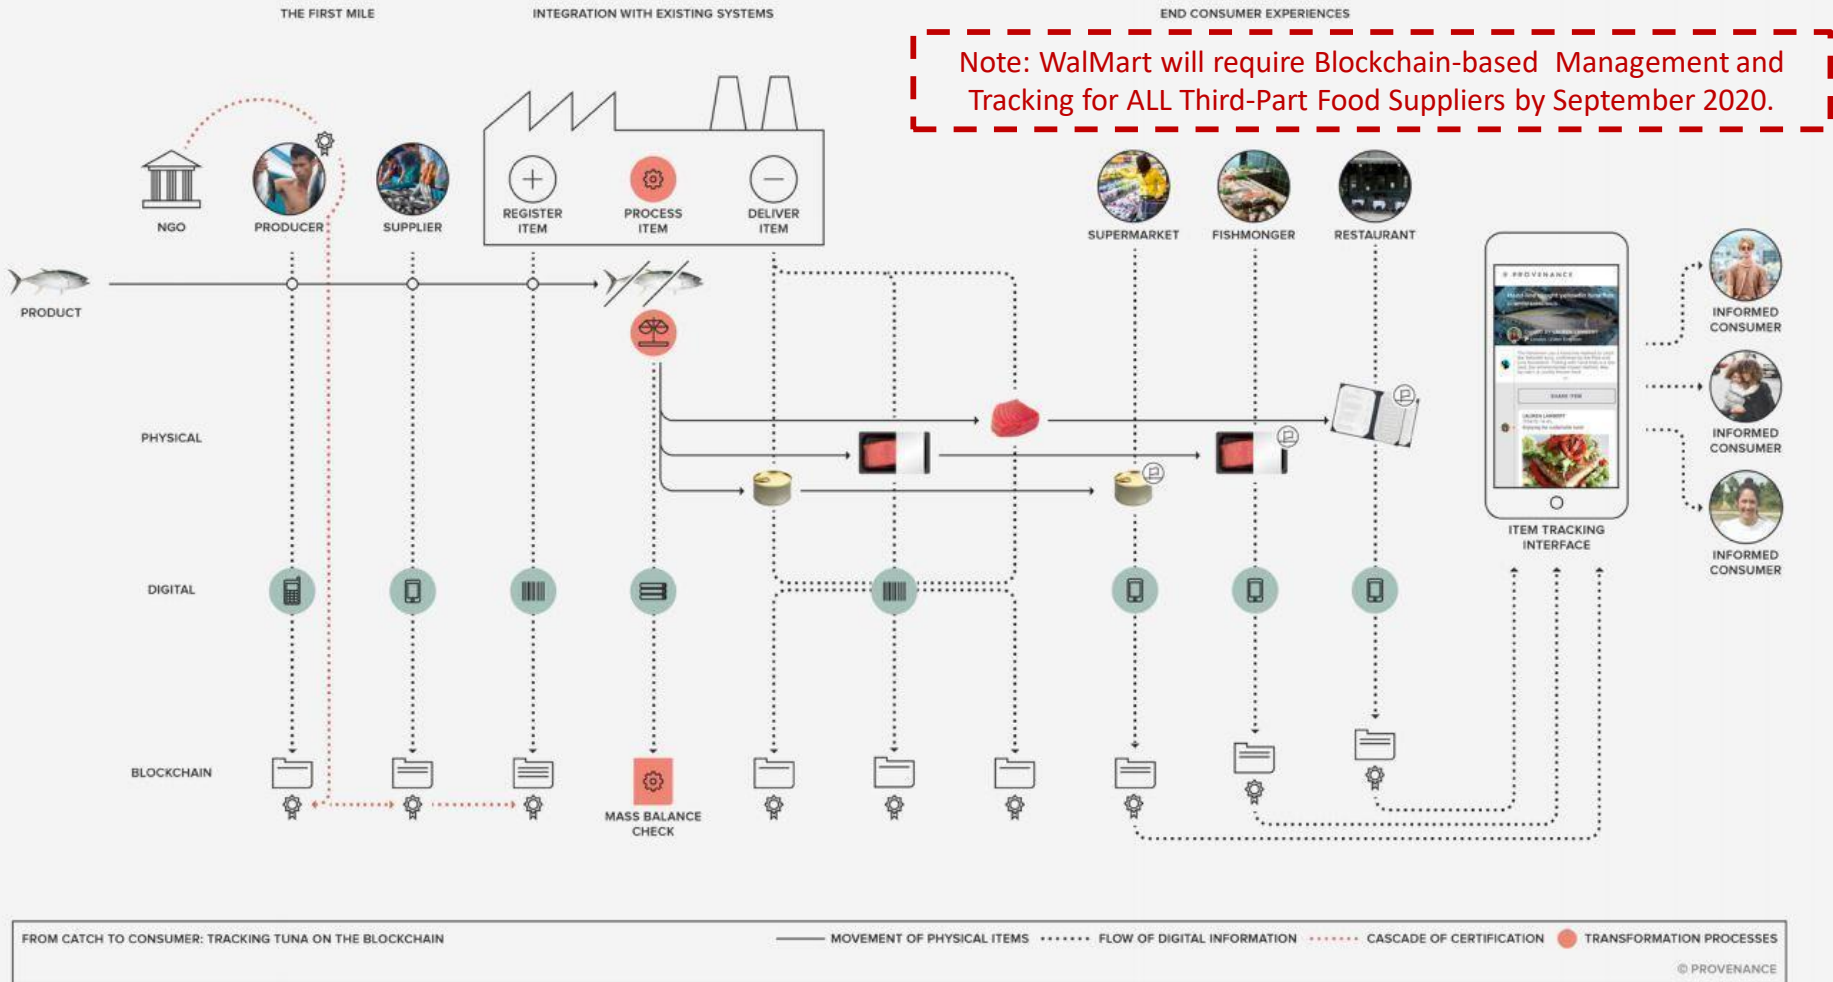 THE FIRST MILE
INTEGRATION WITH EXISTING SYSTEMS
END CONSUMER EXPERIENCES
Note: WalMart will require Blockchain-based Management and
Tracking for ALL Third-Part Food Suppliers by September 2020.
NGO
PRODUCER
SUPPLIER
REGISTER
ITEM
PROCESS
ITEM
DELIVER
ITEM
SUPERMARKET
FISHMONGER
RESTAURANT
PRODUCT
PROVENANCE
SHARE ITEM
LAUREN LAMBERT
ITEM TRACKING
INTERFACE
INFORMED
CONSUMER
INFORMED
CONSUMER
INFORMED
CONSUMER
PHYSICAL
DIGITAL
BLOCKCHAIN
MASS BALANCE
CHECK
FROM CATCH TO CONSUMER: TRACKING TUNA ON THE BLOCKCHAIN
MOVEMENT OF PHYSICAL ITEMS
FLOW OF DIGITAL INFORMATION
CASCADE OF CERTIFICATION
TRANSFORMATION PROCESSES
© PROVENANCE